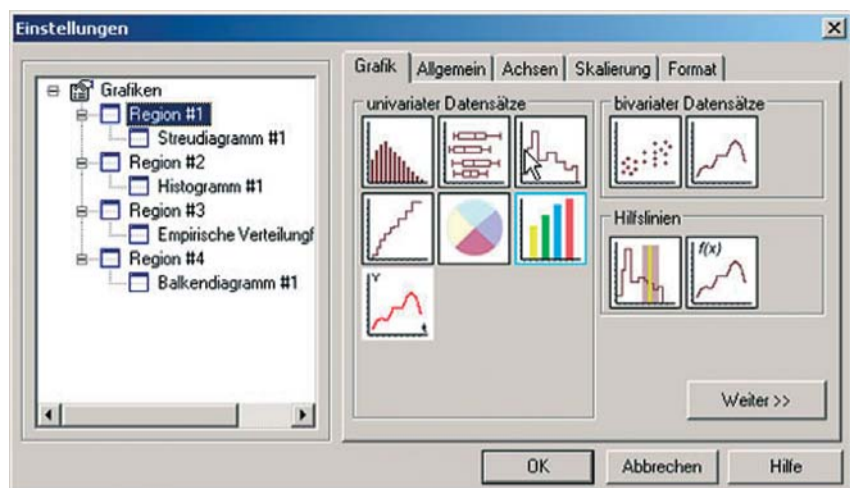 Einstellungen
Grafiken
Region #1
Streudiagramm #1
Region #2
Histogramm #1
Region #3
Empirische Verteilungf
Region #4
Balkendiagramm #1
Grafik Allgemein Achsen Skalierung Format
univariater Datensätze
Y
t
bivariater Datensätze
Hilfslinien
f(x)
Weiter >>
OK Abbrechen Hilfe